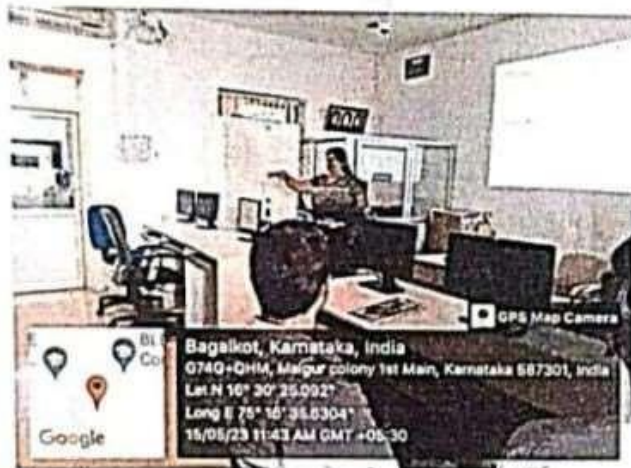 GPS Map Camera
Bagalkot, Karnataka, India
G74G+QHM, Malgur colony 1st Main, Karnataka 587301, India
Lat N 16° 30' 25.092"
Long E 75° 16' 35.6304"
15/05/23 11:43 AM GMT +05:30
Google